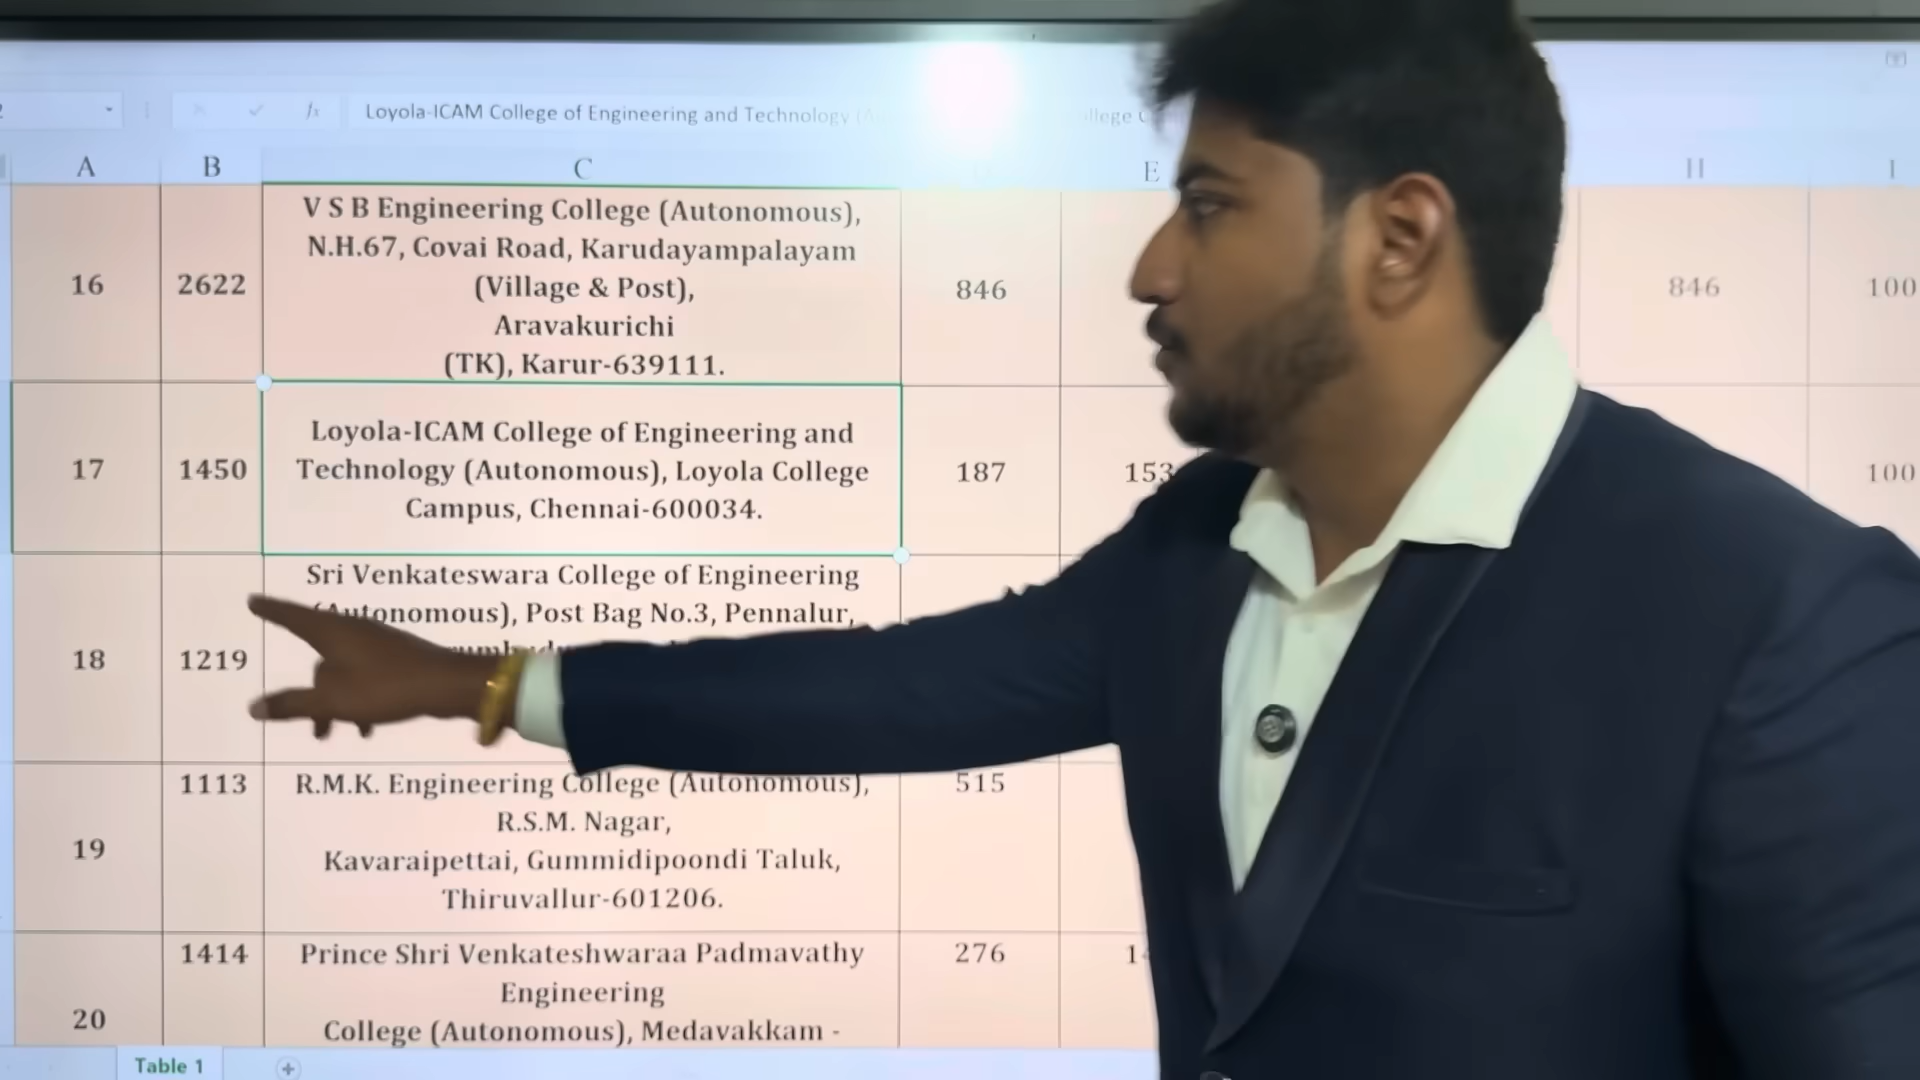 fx Loyola-ICAM College of Engineering and Technology
A B C E H I
16 2622 V S B Engineering College (Autonomous),
N.H.67, Covai Road, Karudayampalayam
(Village & Post),
Aravakurichi
(TK), Karur-639111.
846 846 100
17 1450 Loyola-ICAM College of Engineering and
Technology (Autonomous), Loyola College
Campus, Chennai-600034.
187 153 100
18 1219 Sri Venkateswara College of Engineering
(Autonomous), Post Bag No.3, Pennalur,
19 1113 R.M.K. Engineering College (Autonomous),
R.S.M. Nagar,
Kavaraipettai, Gummidipoondi Taluk,
Thiruvallur-601206.
515
20 1414 Prince Shri Venkateshwaraa Padmavathy
Engineering
College (Autonomous), Medavakkam -
276
Table 1